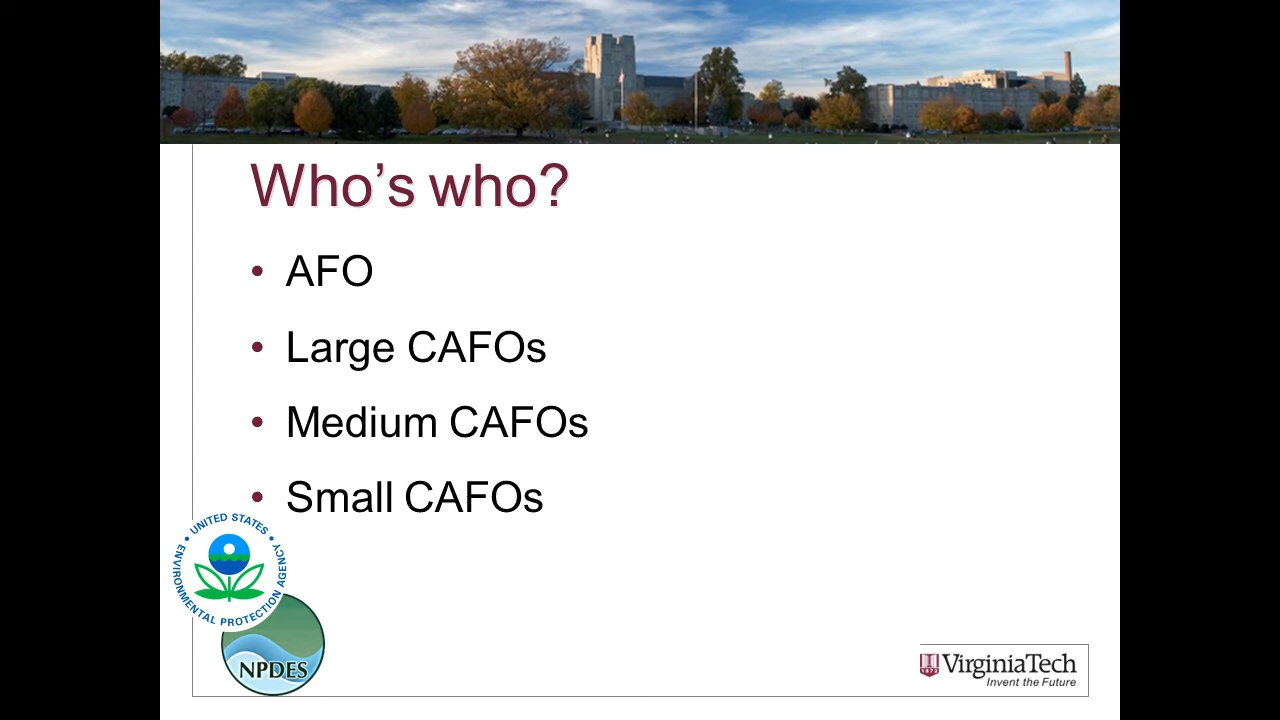 Who’s who?
• AFO
• Large CAFOs
• Medium CAFOs
• Small CAFOs
UNITED STATES • ENVIRONMENTAL PROTECTION AGENCY •
NPDES
1872
VirginiaTech
Invent the Future